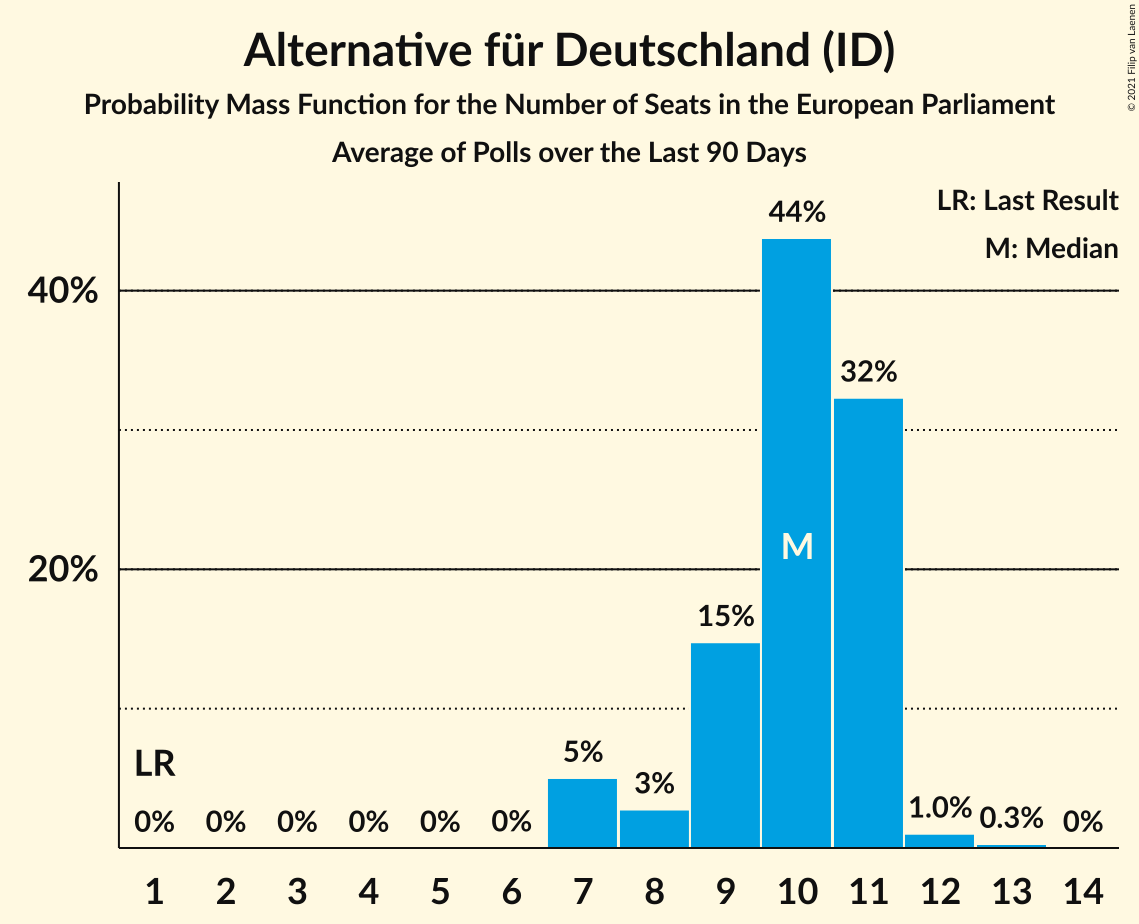 Alternative für Deutschland (ID)
Probability Mass Function for the Number of Seats in the European Parliament
Average of Polls over the Last 90 Days
© 2021 Filip van Laenen
LR: Last Result
M: Median
44%
40%
32%
M
20%
15%
LR
5%
3%
0% 0% 0% 0% 0% 0% 1.0% 0.3% 0%
1 2 3 4 5 6 7 8 9 10 11 12 13 14